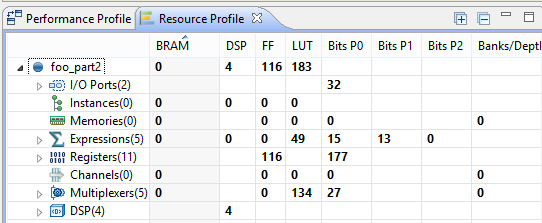 Performance Profile Resource Profile
BRAM DSP FF LUT Bits P0 Bits P1 Bits P2 Banks/Depth
foo_part2 0 4 116 183
I/O Ports(2) 32
Instances(0) 0 0 0 0
Memories(0) 0 0 0 0 0
Expressions(5) 0 0 0 49 15 13 0
Registers(11) 116 177
Channels(0) 0 0 0 0 0
Multiplexers(5) 0 0 134 27 0
DSP(4) 4